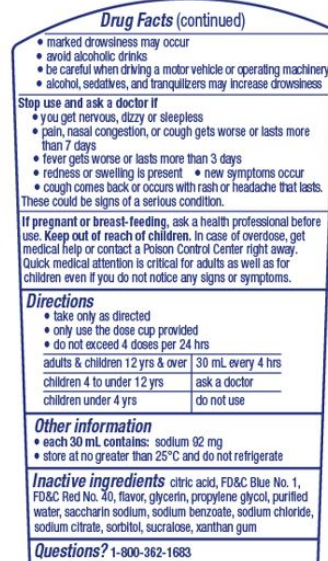 Drug Facts (continued)
• marked drowsiness may occur
• avoid alcoholic drinks
• be careful when driving a motor vehicle or operating machinery
• alcohol, sedatives, and tranquilizers may increase drowsiness
Stop use and ask a doctor if
• you get nervous, dizzy or sleepless
• pain, nasal congestion, or cough gets worse or lasts more
than 7 days
• fever gets worse or lasts more than 3 days
• redness or swelling is present • new symptoms occur
• cough comes back or occurs with rash or headache that lasts.
These could be signs of a serious condition.
If pregnant or breast-feeding, ask a health professional before
use. Keep out of reach of children. In case of overdose, get
medical help or contact a Poison Control Center right away.
Quick medical attention is critical for adults as well as for
children even if you do not notice any signs or symptoms.
Directions
• take only as directed
• only use the dose cup provided
• do not exceed 4 doses per 24 hrs
adults & children 12 yrs & over 30 mL every 4 hrs
children 4 to under 12 yrs ask a doctor
children under 4 yrs do not use
Other information
• each 30 mL contains: sodium 92 mg
• store at no greater than 25°C and do not refrigerate
Inactive ingredients citric acid, FD&C Blue No. 1,
FD&C Red No. 40, flavor, glycerin, propylene glycol, purified
water, saccharin sodium, sodium benzoate, sodium chloride,
sodium citrate, sorbitol, sucralose, xanthan gum
Questions? 1-800-362-1683